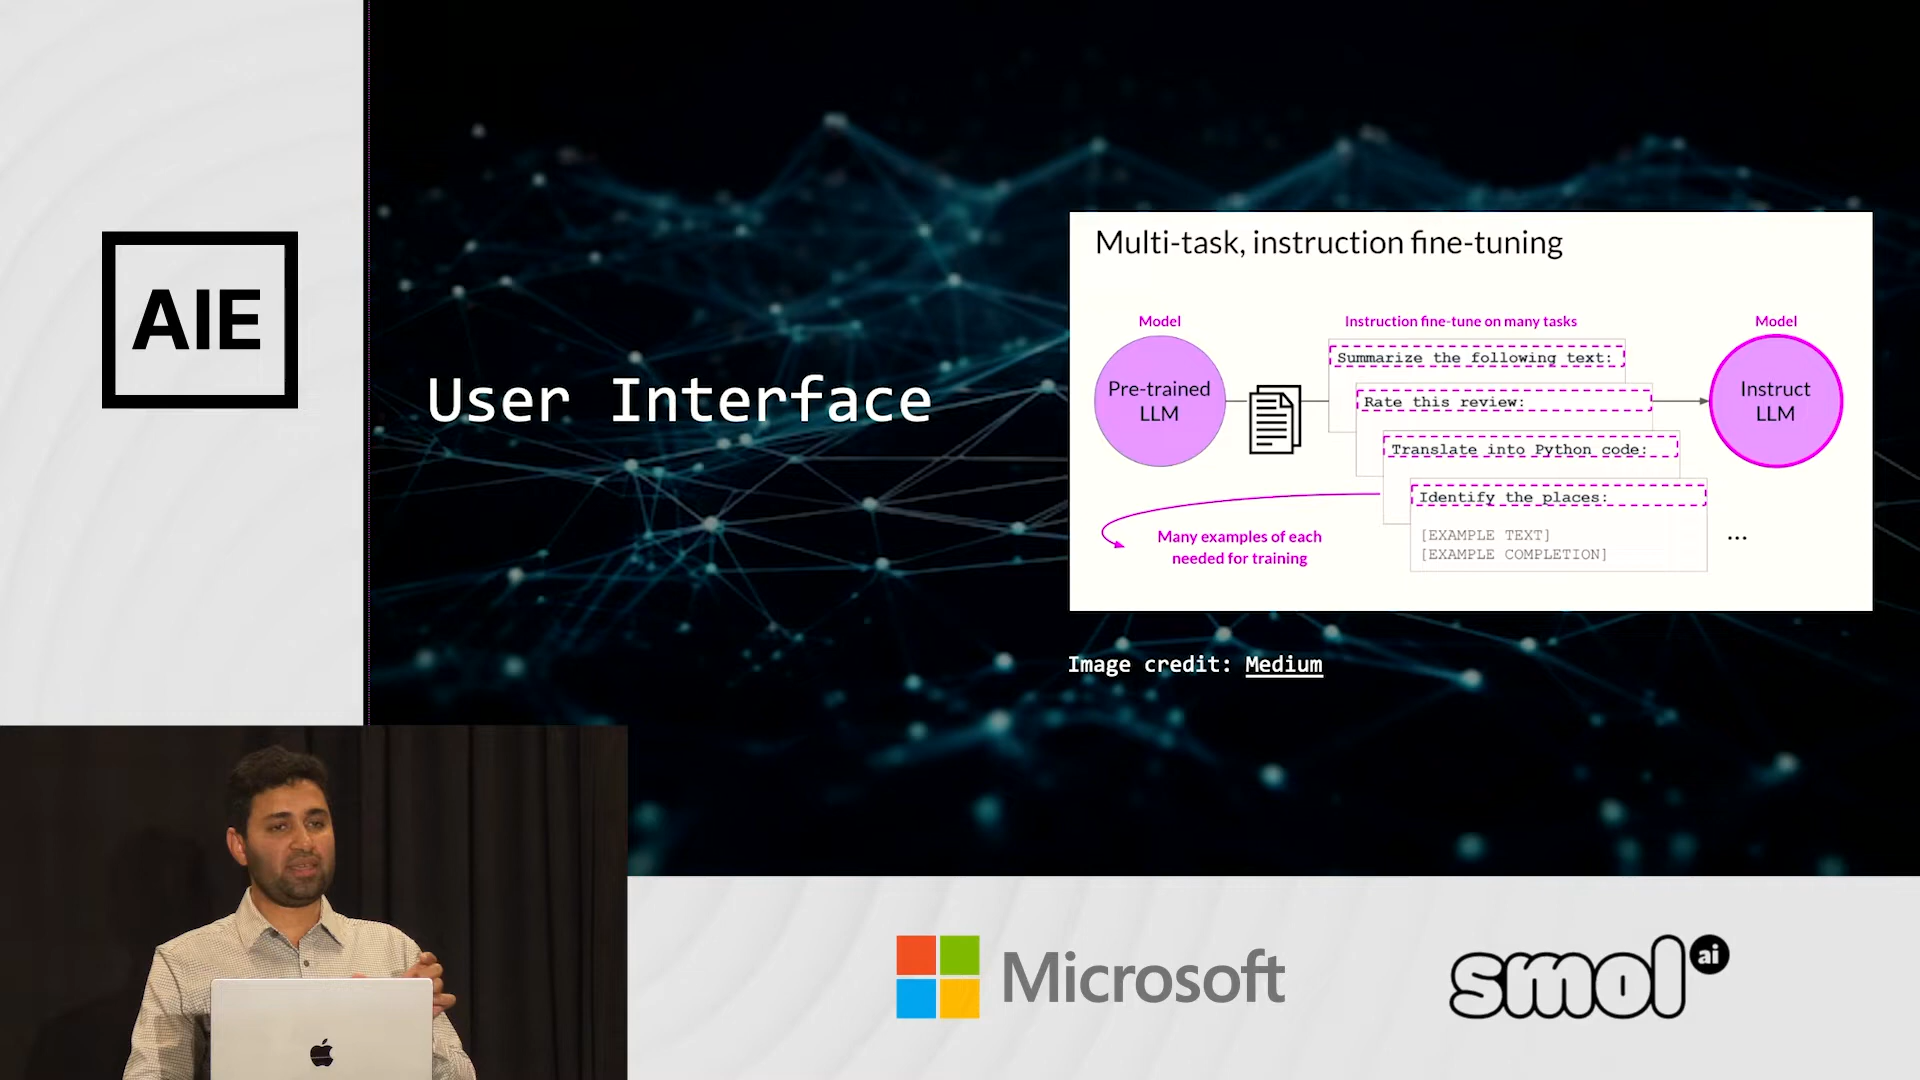 AIE
User Interface
Multi-task, instruction fine-tuning
Model
Instruction fine-tune on many tasks
Model
Pre-trained
LLM
Summarize the following text:
Rate this review:
Translate into Python code:
Identify the places:
[EXAMPLE TEXT]
[EXAMPLE COMPLETION]
...
Instruct
LLM
Many examples of each
needed for training
Image credit: Medium
Microsoft
smol ai